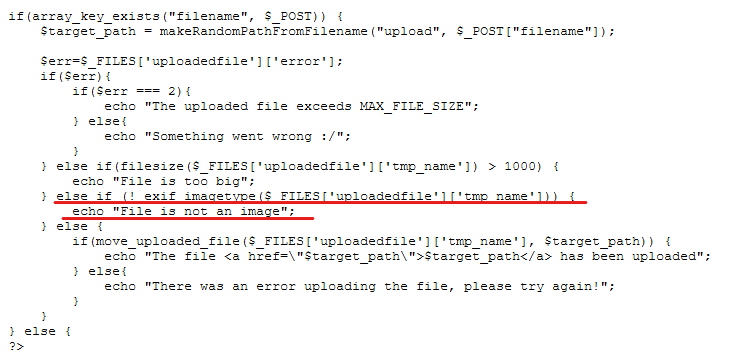 if(array_key_exists("filename", $_POST)) {
    $target_path = makeRandomPathFromFilename("upload", $_POST["filename"]);

    $err=$_FILES['uploadedfile']['error'];
    if($err){
        if($err === 2){
            echo "The uploaded file exceeds MAX_FILE_SIZE";
        } else{
            echo "Something went wrong :/";
        }
    } else if(filesize($_FILES['uploadedfile']['tmp_name']) > 1000) {
        echo "File is too big";
    } else if (! exif_imagetype($_FILES['uploadedfile']['tmp_name'])) {
        echo "File is not an image";
    } else {
        if(move_uploaded_file($_FILES['uploadedfile']['tmp_name'], $target_path)) {
            echo "The file <a href=\"$target_path\">$target_path</a> has been uploaded";
        } else{
            echo "There was an error uploading the file, please try again!";
        }
    }
} else {
?>